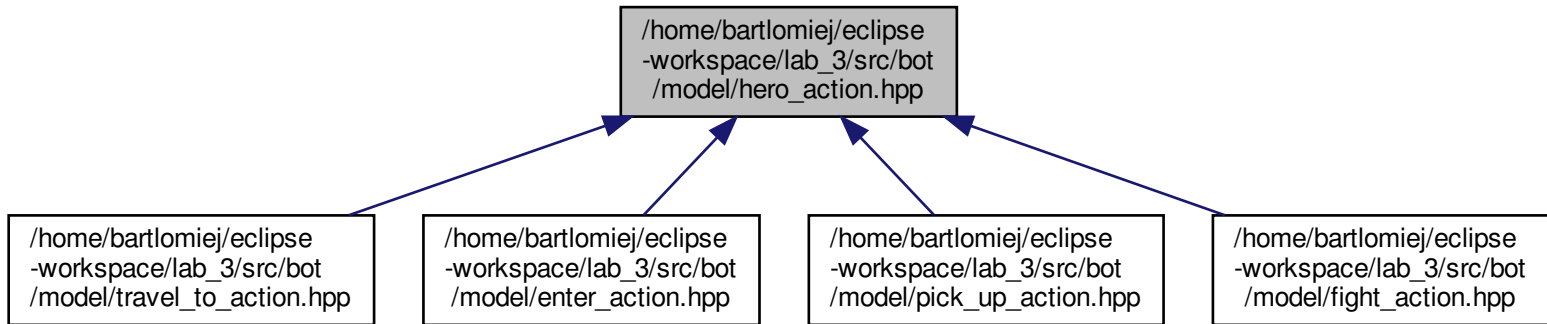 /home/bartlomiej/eclipse
-workspace/lab_3/src/bot
/model/hero_action.hpp
/home/bartlomiej/eclipse
-workspace/lab_3/src/bot
/model/travel_to_action.hpp
/home/bartlomiej/eclipse
-workspace/lab_3/src/bot
/model/enter_action.hpp
/home/bartlomiej/eclipse
-workspace/lab_3/src/bot
/model/pick_up_action.hpp
/home/bartlomiej/eclipse
-workspace/lab_3/src/bot
/model/fight_action.hpp